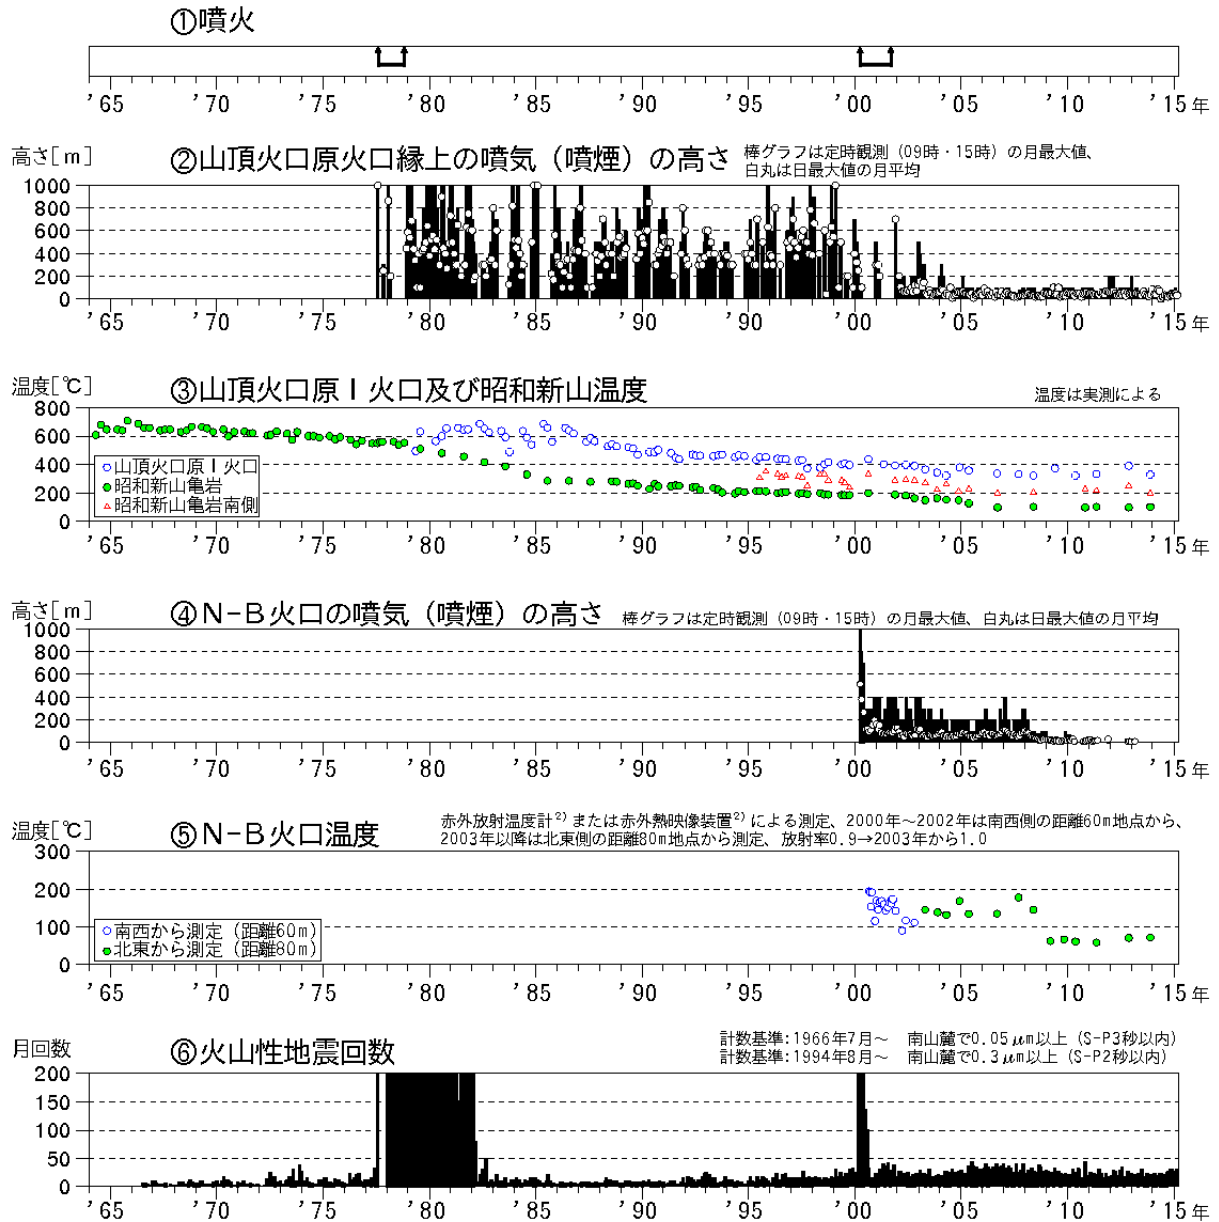 ①噴火
'65 '70 '75 '80 '85 '90 '95 '00 '05 '10 '15年
高さ[m]
②山頂火口原火口縁上の噴気（噴煙）の高さ
棒グラフは定時観測（09時・15時）の月最大値、
白丸は日最大値の月平均
1000
800
600
400
200
0
'65 '70 '75 '80 '85 '90 '95 '00 '05 '10 '15年
温度[℃]
③山頂火口原Ⅰ火口及び昭和新山温度
温度は実測による
800
600
400
200
0
山頂火口原Ⅰ火口
昭和新山亀岩
昭和新山亀岩南側
'65 '70 '75 '80 '85 '90 '95 '00 '05 '10 '15年
高さ[m]
④N-B火口の噴気（噴煙）の高さ
棒グラフは定時観測（09時・15時）の月最大値、白丸は日最大値の月平均
1000
800
600
400
200
0
'65 '70 '75 '80 '85 '90 '95 '00 '05 '10 '15年
温度[℃]
⑤N-B火口温度
赤外放射温度計²⁾または赤外熱映像装置²⁾による測定、2000年～2002年は南西側の距離60m地点から、
2003年以降は北東側の距離80m地点から測定、放射率0.9→2003年から1.0
300
200
100
0
南西から測定（距離60m）
北東から測定（距離80m）
'65 '70 '75 '80 '85 '90 '95 '00 '05 '10 '15年
月回数
⑥火山性地震回数
計数基準:1966年7月～ 南山麓で0.05μm以上（S-P3秒以内）
計数基準:1994年8月～ 南山麓で0.3μm以上（S-P2秒以内）
200
150
100
50
0
'65 '70 '75 '80 '85 '90 '95 '00 '05 '10 '15年